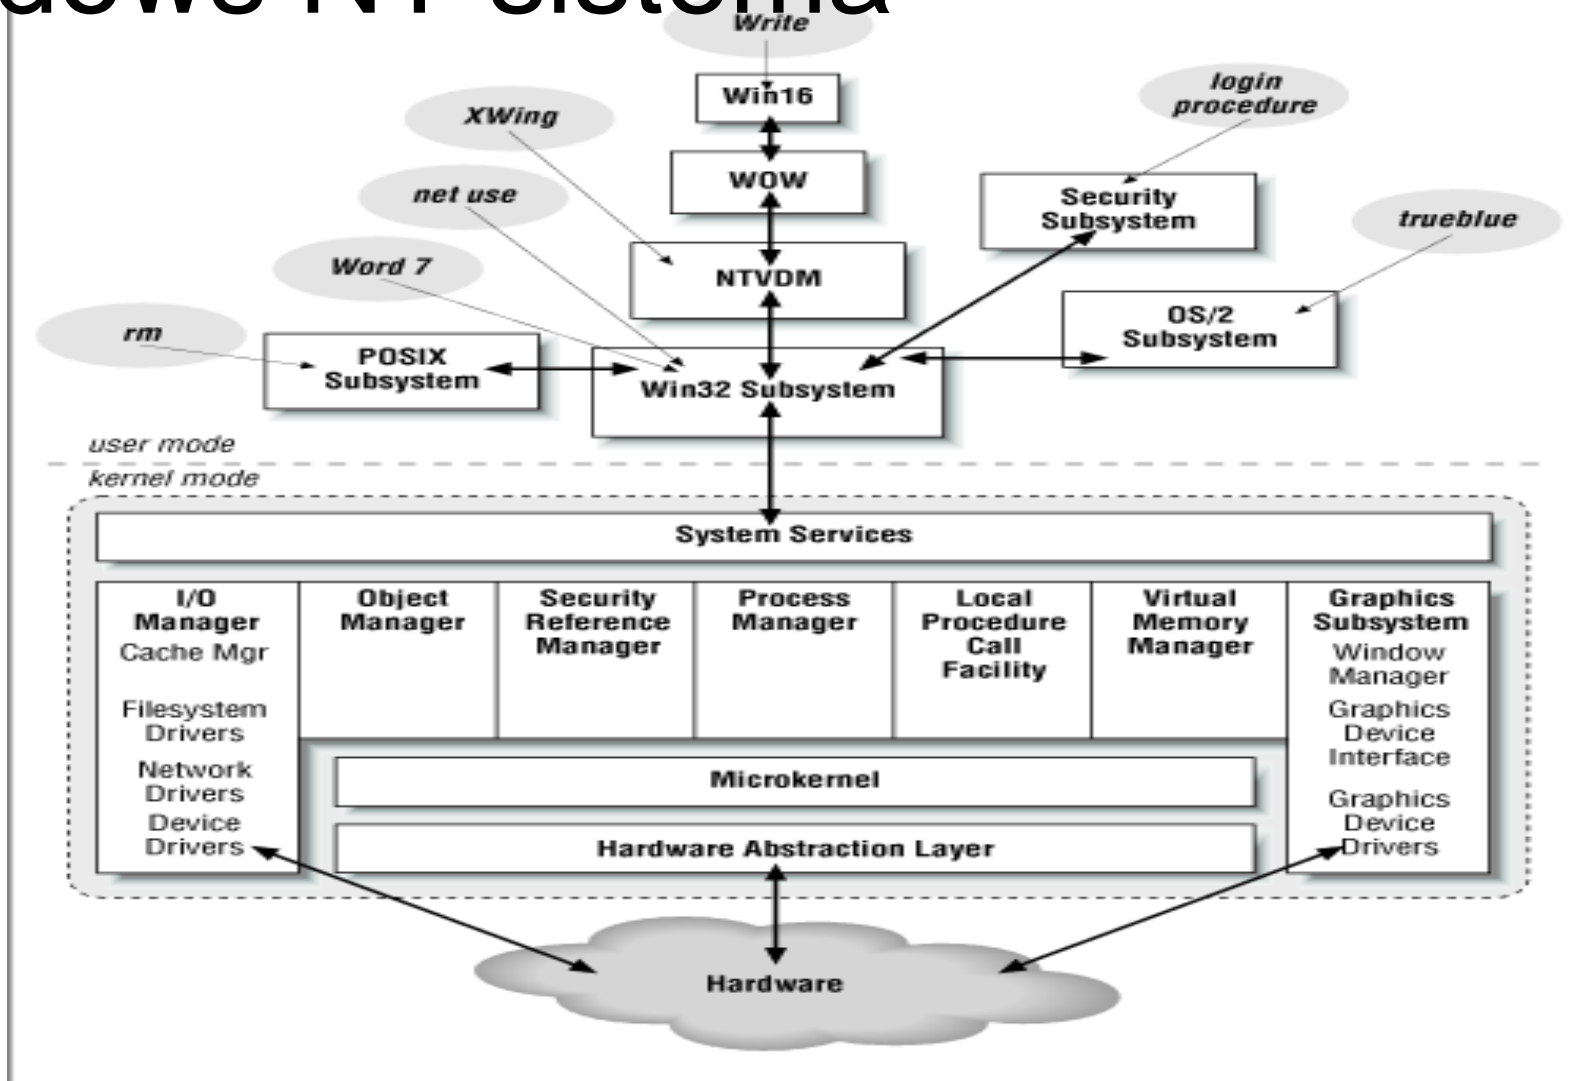 dows NT sistema
Write
Win16
XWing
login
procedure
WOW
net use
Security
Subsystem
trueblue
Word 7
NTVDM
rm
OS/2
Subsystem
POSIX
Subsystem
Win32 Subsystem
user mode
kernel mode
System Services
I/O
Manager
Cache Mgr
Filesystem
Drivers
Network
Drivers
Device
Drivers
Object
Manager
Security
Reference
Manager
Process
Manager
Local
Procedure
Call
Facility
Virtual
Memory
Manager
Graphics
Subsystem
Window
Manager
Graphics
Device
Interface
Graphics
Device
Drivers
Microkernel
Hardware Abstraction Layer
Hardware